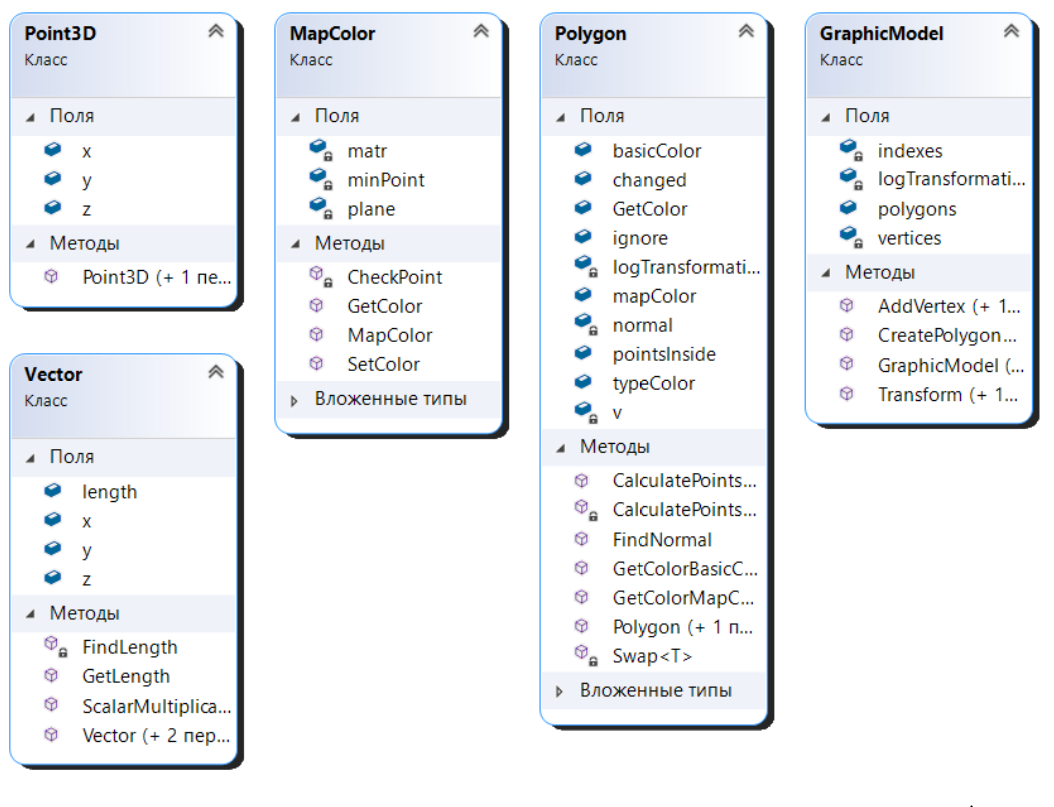 Point3D
Класс
Поля
x
y
z
Методы
Point3D (+ 1 пе...
Vector
Класс
Поля
length
x
y
z
Методы
FindLength
GetLength
ScalarMultiplica...
Vector (+ 2 пер...
MapColor
Класс
Поля
matr
minPoint
plane
Методы
CheckPoint
GetColor
MapColor
SetColor
Вложенные типы
Polygon
Класс
Поля
basicColor
changed
GetColor
ignore
logTransformati...
mapColor
normal
pointsInside
typeColor
v
Методы
CalculatePoints...
CalculatePoints...
FindNormal
GetColorBasicC...
GetColorMapC...
Polygon (+ 1 п...
Swap<T>
Вложенные типы
GraphicModel
Класс
Поля
indexes
logTransformati...
polygons
vertices
Методы
AddVertex (+ 1...
CreatePolygon...
GraphicModel (...
Transform (+ 1...